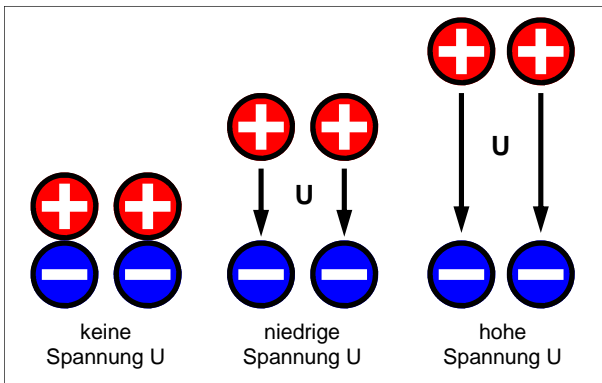 U
U
keine
Spannung U
niedrige
Spannung U
hohe
Spannung U